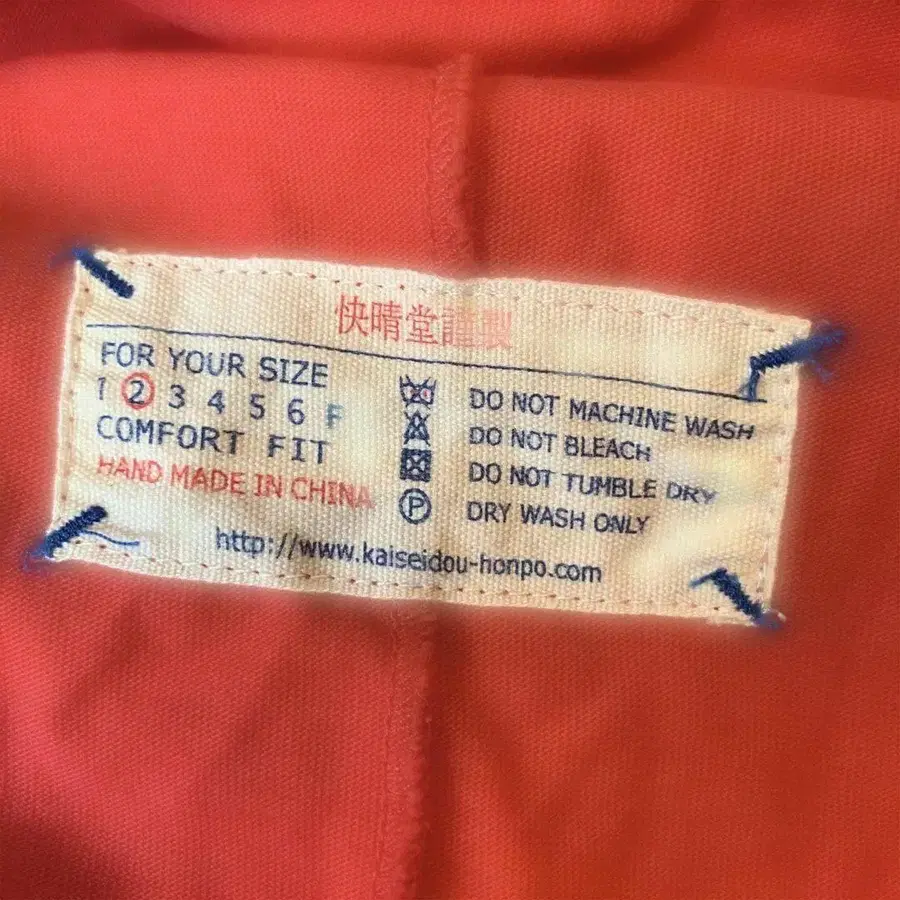 快晴堂謹製
FOR YOUR SIZE
1 2 3 4 5 6 F
COMFORT FIT
HAND MADE IN CHINA
DO NOT MACHINE WASH
DO NOT BLEACH
DO NOT TUMBLE DRY
P DRY WASH ONLY
http://www.kaiseidou-honpo.com